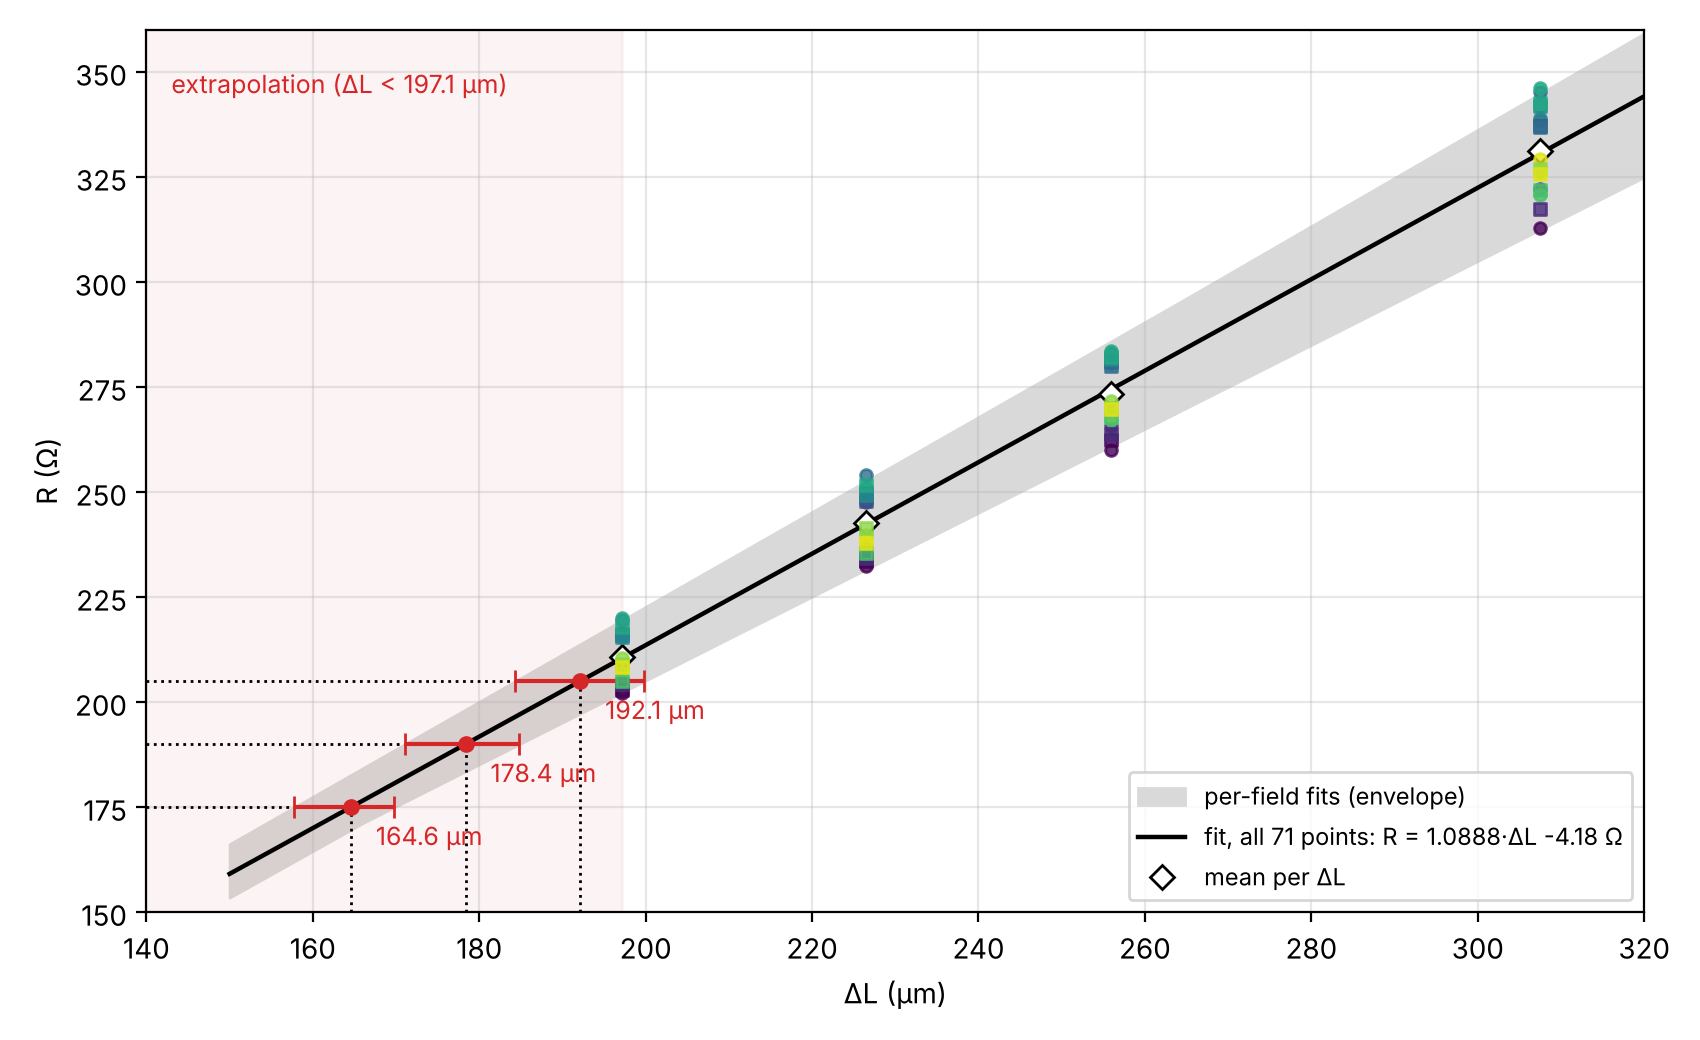 extrapolation (ΔL < 197.1 µm)
350
325
300
275
250
225
200
175
150
R (Ω)
192.1 µm
178.4 µm
164.6 µm
per-field fits (envelope)
fit, all 71 points: R = 1.0888·ΔL -4.18 Ω
mean per ΔL
140 160 180 200 220 240 260 280 300 320
ΔL (µm)